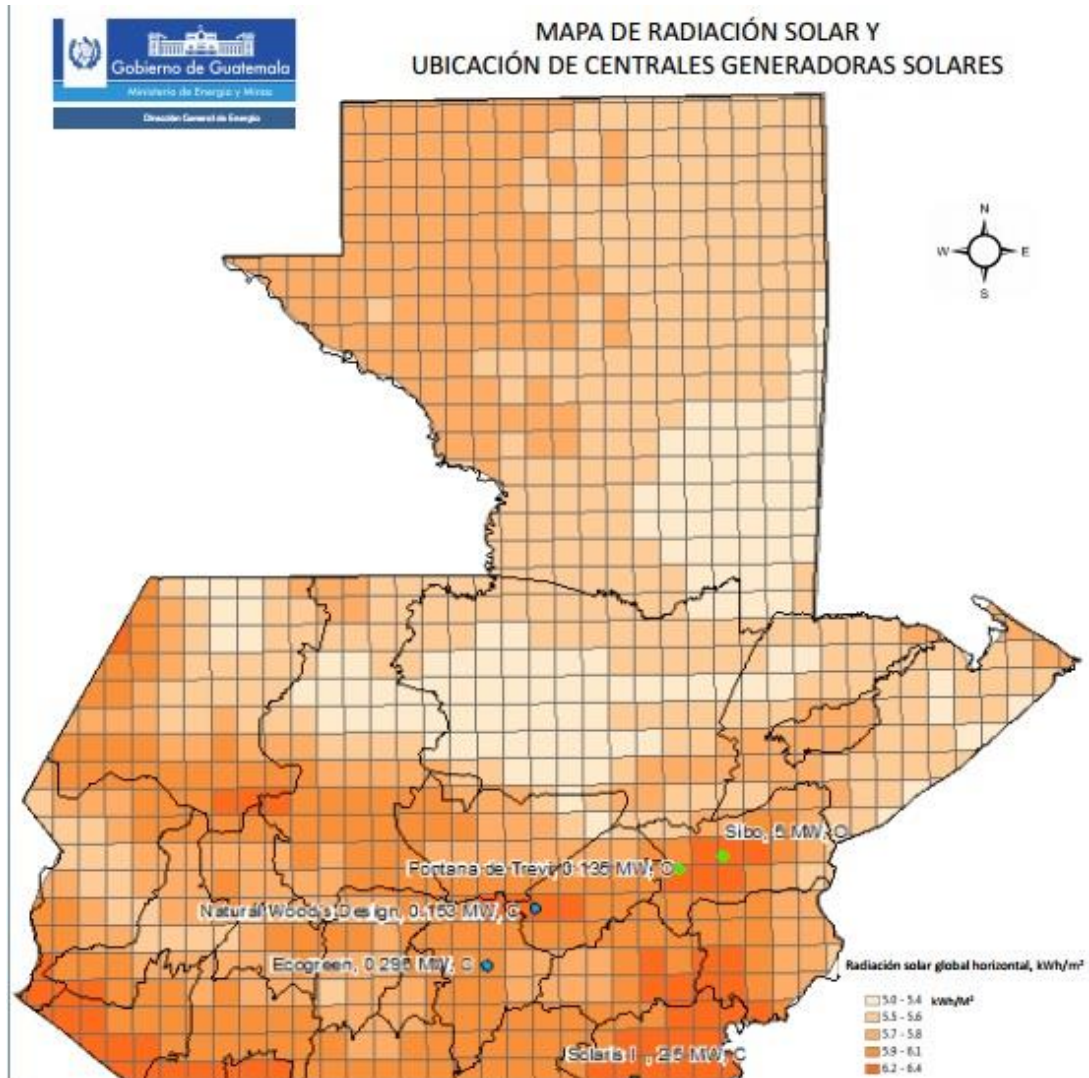 Gobierno de Guatemala
Ministerio de Energía y Minas
Dirección General de Energía
MAPA DE RADIACIÓN SOLAR Y
UBICACIÓN DE CENTRALES GENERADORAS SOLARES
N
W E
S
Sibo, 5 MW, C
Fontana de Trevi, 0.135 MW, C
Natural Wood's Design, 0.153 MW, C
Ecogreen, 0.295 MW, C
Solaris I , 2.5 MW, C
Radiación solar global horizontal, kWh/m²
5.0 - 5.4 kWh/M²
5.5 - 5.6
5.7 - 5.8
5.9 - 6.1
6.2 - 6.4